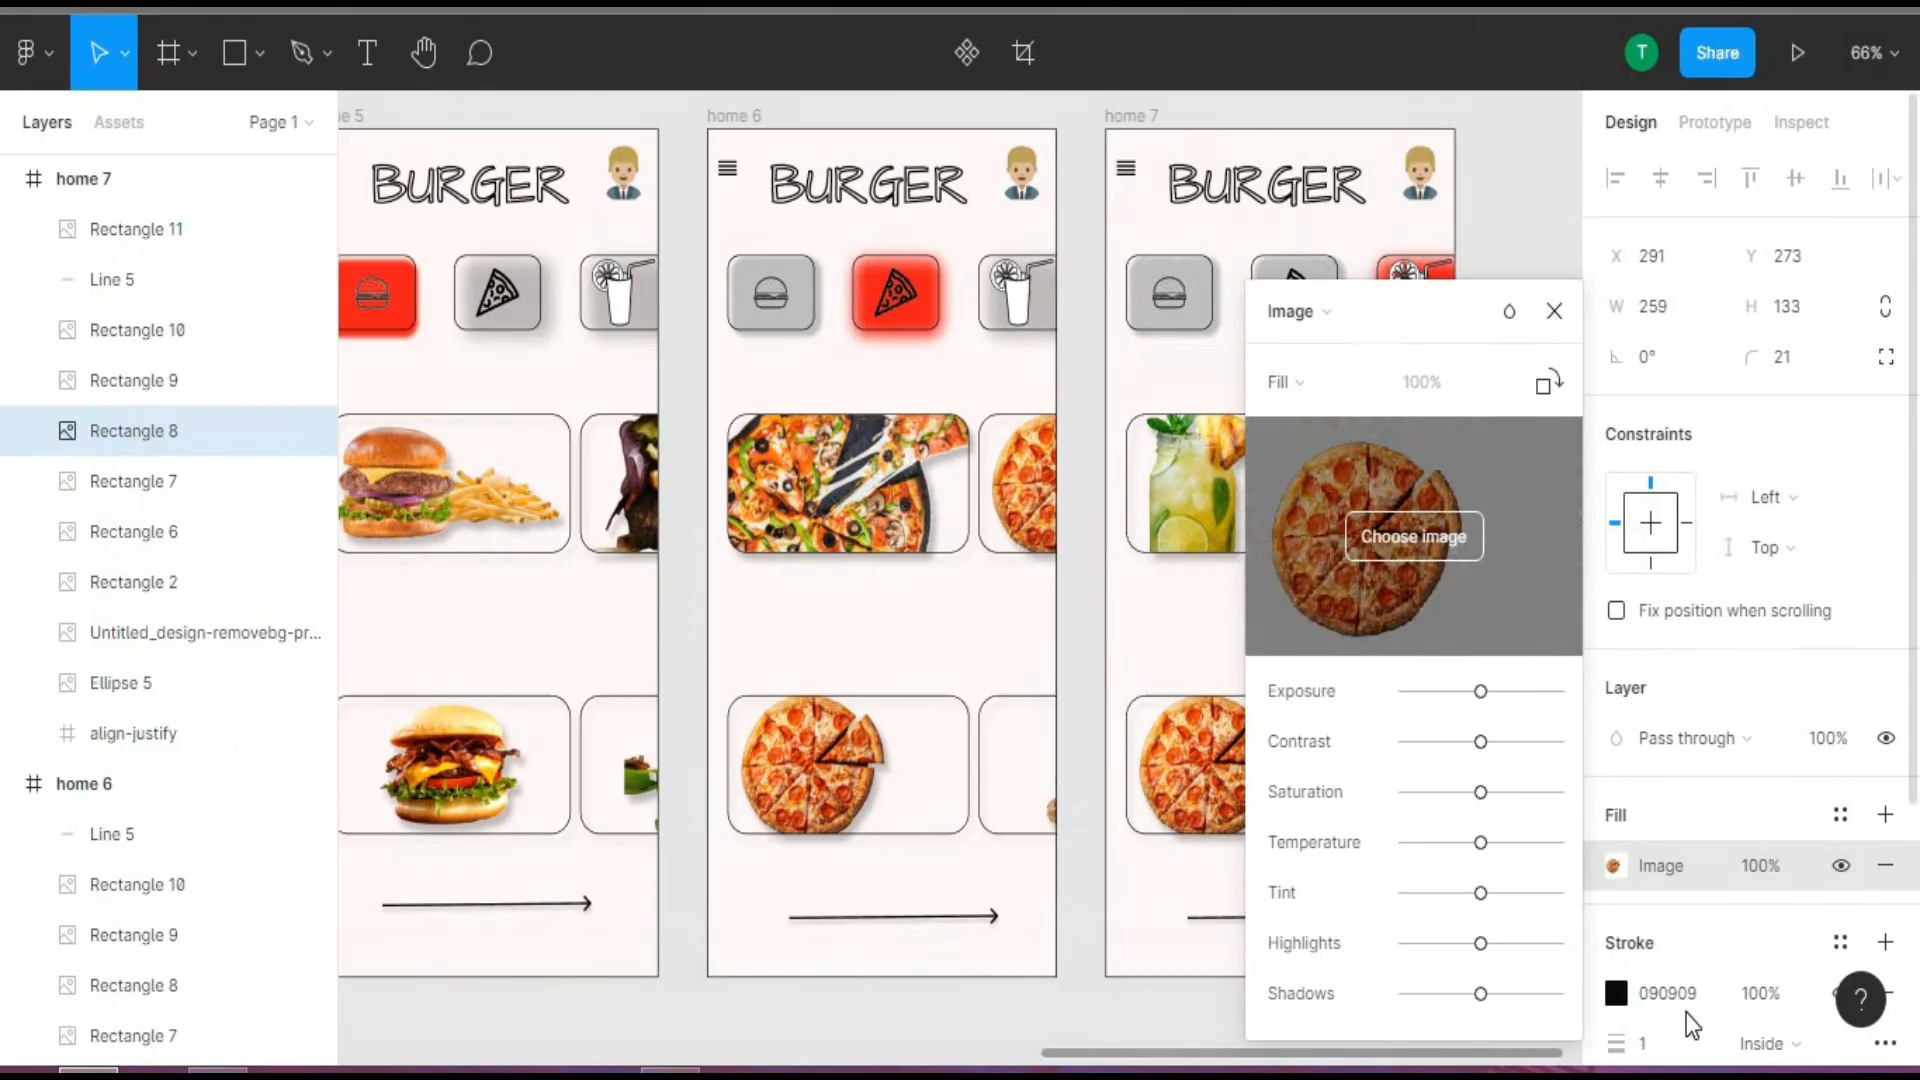 T
Share
66%
Layers
Assets
Page 1
home 7
Rectangle 11
Line 5
Rectangle 10
Rectangle 9
Rectangle 8
Rectangle 7
Rectangle 6
Rectangle 2
Untitled_design-removebg-pr...
Ellipse 5
align-justify
home 6
Line 5
Rectangle 10
Rectangle 9
Rectangle 8
Rectangle 7
e 5
BURGER
home 6
BURGER
home 7
BURGER
Image
Fill
100%
Choose image
Exposure
Contrast
Saturation
Temperature
Tint
Highlights
Shadows
Design
Prototype
Inspect
X 291
Y 273
W 259
H 133
0°
21
Constraints
Left
Top
Fix position when scrolling
Layer
Pass through
100%
Fill
Image
100%
Stroke
090909
100%
?
1
Inside